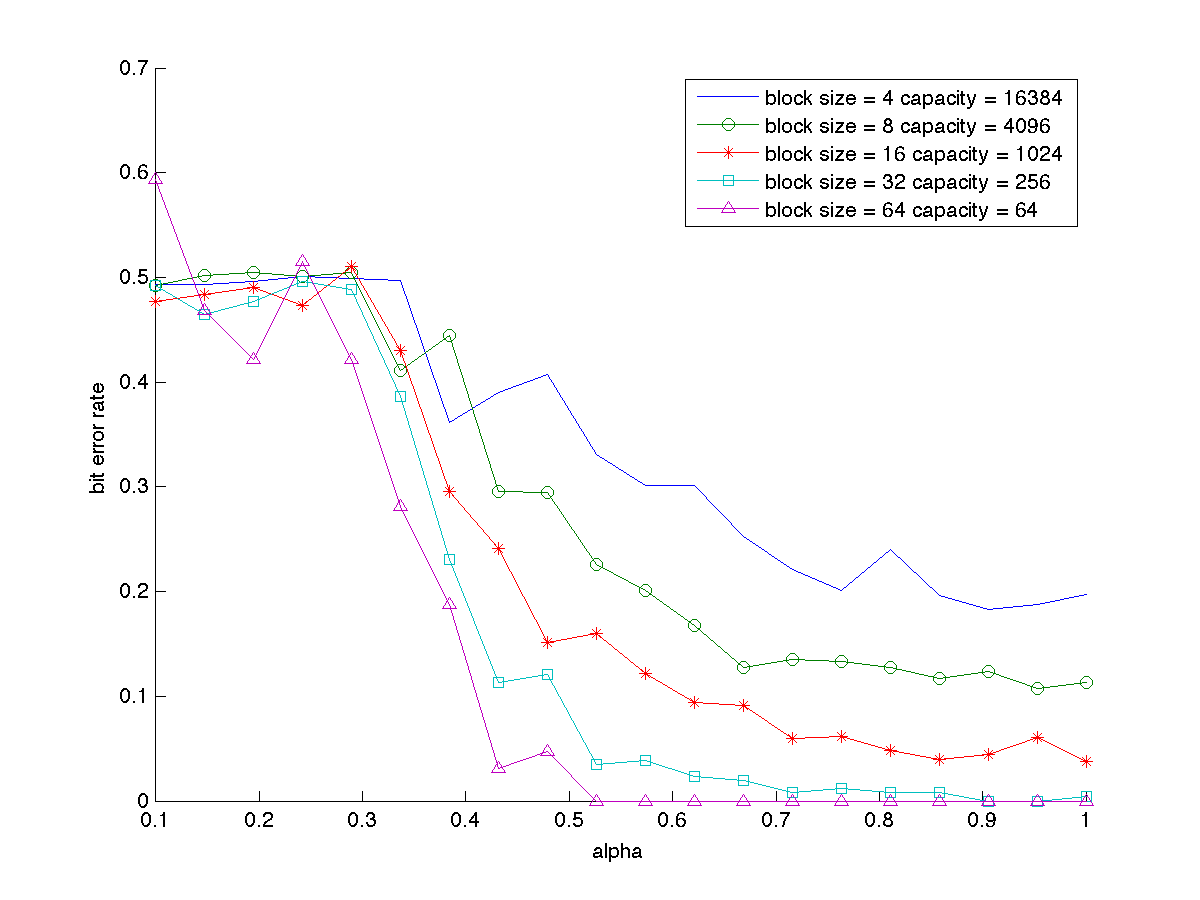 0.7
0.6
0.5
0.4
0.3
0.2
0.1
0
bit error rate
block size = 4 capacity = 16384
block size = 8 capacity = 4096
block size = 16 capacity = 1024
block size = 32 capacity = 256
block size = 64 capacity = 64
0.1 0.2 0.3 0.4 0.5 0.6 0.7 0.8 0.9 1
alpha